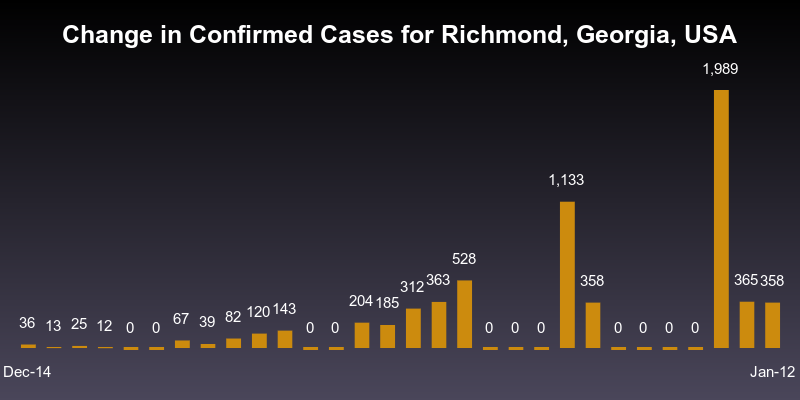 Change in Confirmed Cases for Richmond, Georgia, USA
36 13 25 12 0 0 67 39 82 120 143 0 0 204 185 312 363 528 0 0 0 1,133 358 0 0 0 0 1,989 365 358
Dec-14 Jan-12